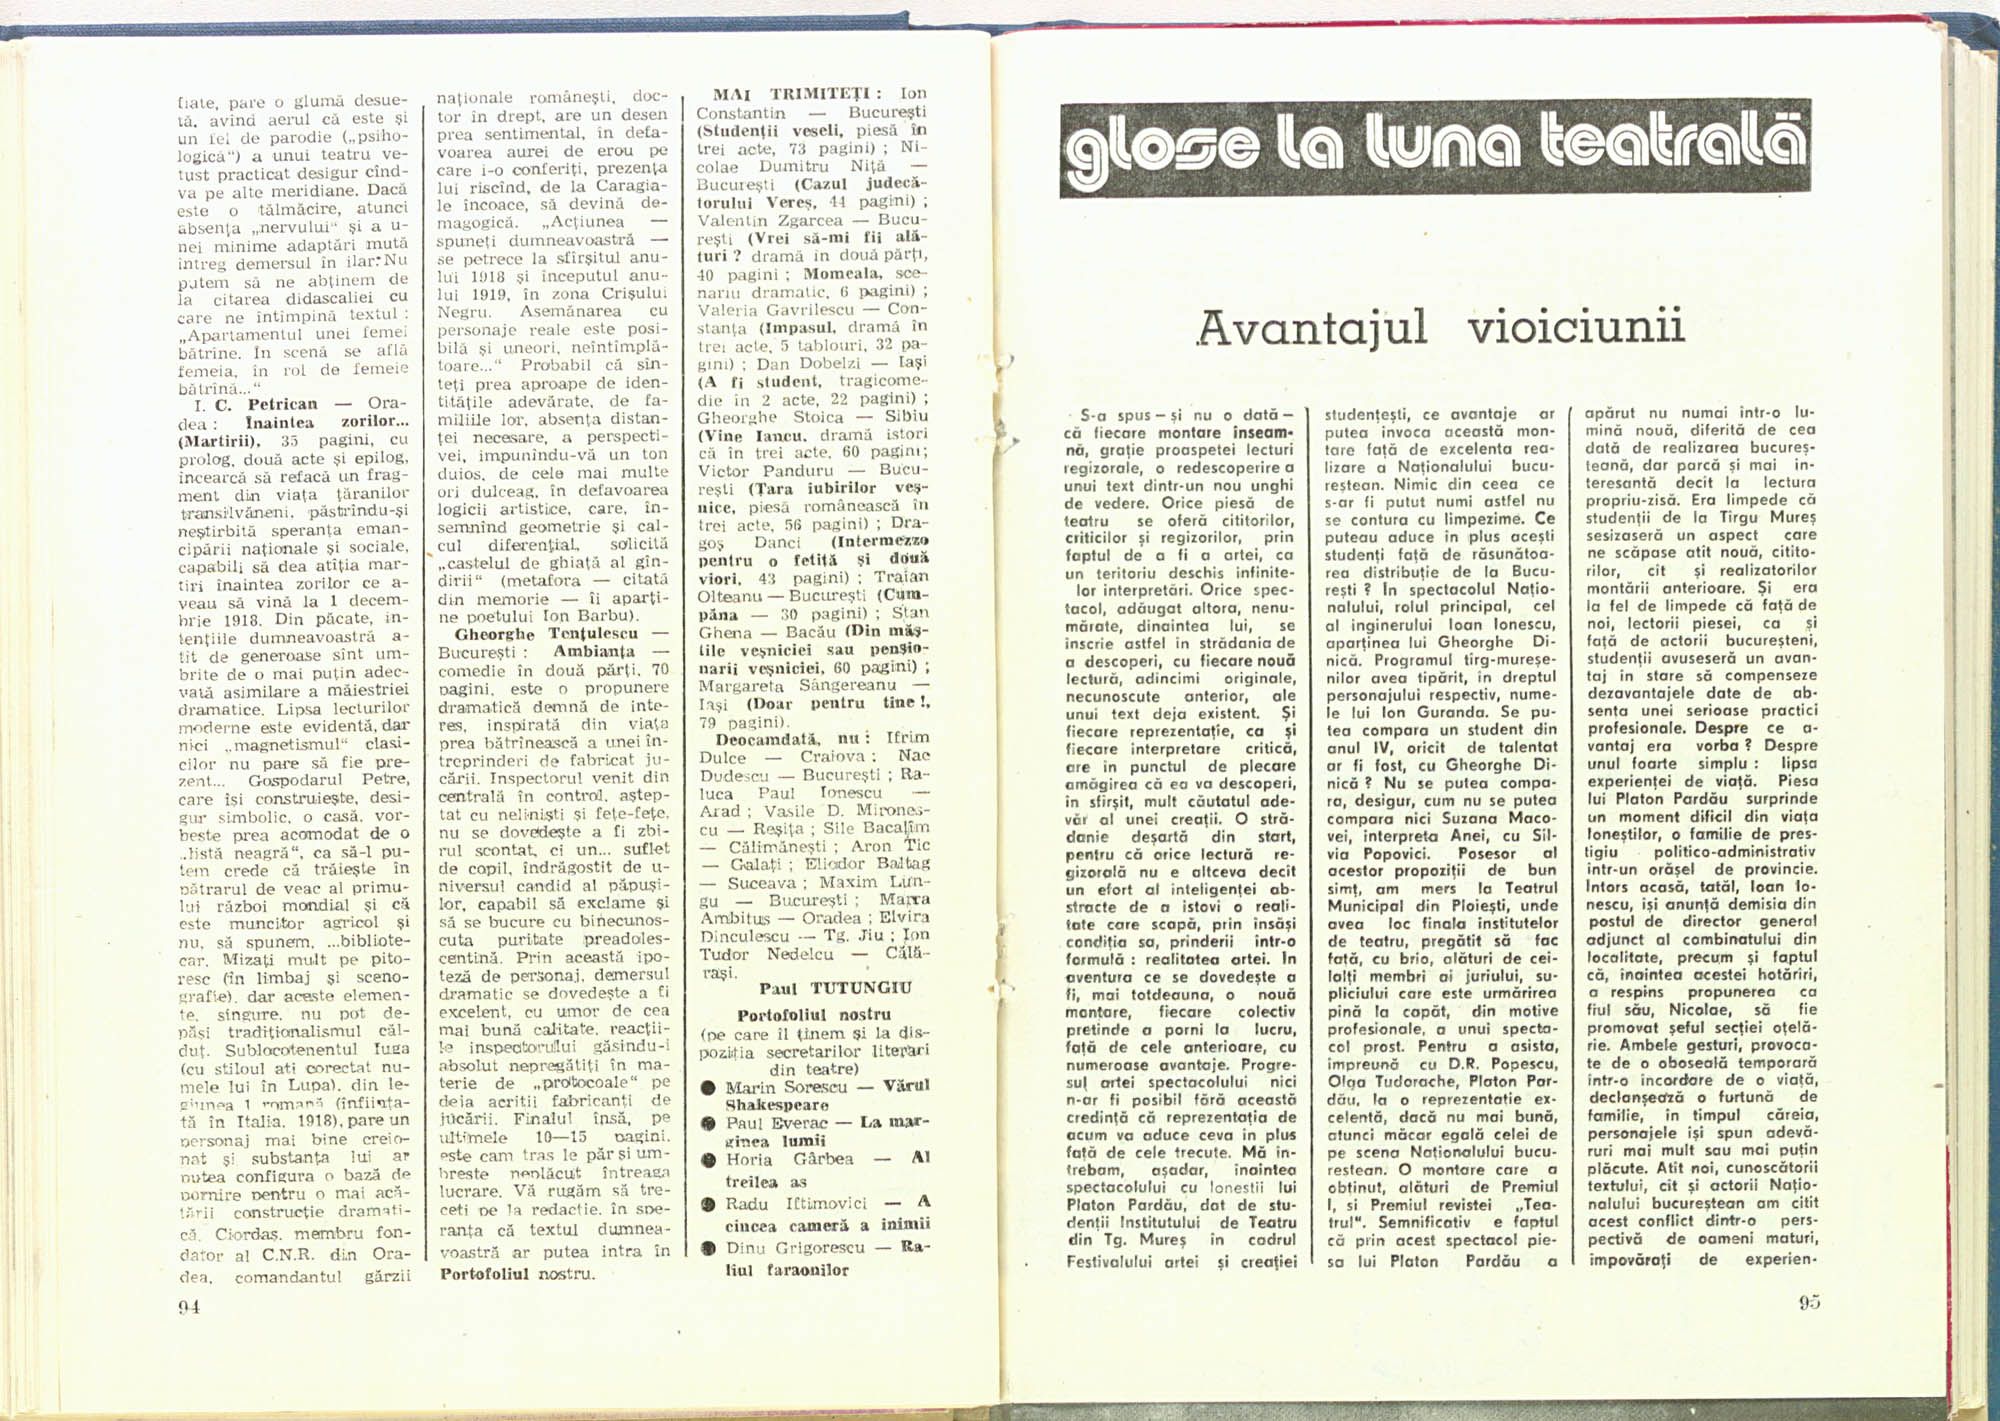 fiate, pare o glumă desue-
tă, avînd aerul că este și
un fel de parodie („psiho-
logică“) a unui teatru ve-
tust practicat desigur cînd-
va pe alte meridiane. Dacă
este o tălmăcire, atunci
absența „nervului“ și a u-
nei minime adaptări mută
întreg demersul în ilar. Nu
putem să ne abținem de
la citarea didascaliei cu
care ne întîmpină textul :
„Apartamentul unei femei
bătrîne. În scenă se află
femeia, în rol de femeie
bătrînă...“
I. C. Petrican — Ora-
dea : Înaintea zorilor...
(Martirii), 35 pagini, cu
prolog, două acte și epilog,
încearcă să refacă un frag-
ment din viața țăranilor
transilvăneni, păstrîndu-și
neștirbită speranța eman-
cipării naționale și sociale,
capabili să dea atîția mar-
tiri înaintea zorilor ce a-
veau să vină la 1 decem-
brie 1918. Din păcate, in-
tențiile dumneavoastră a-
tît de generoase sînt um-
brite de o mai puțin adec-
vată asimilare a măiestriei
dramatice. Lipsa lecturilor
moderne este evidentă, dar
nici „magnetismul“ clasi-
cilor nu pare să fie pre-
zent... Gospodarul Petre,
care își construiește, desi-
gur simbolic, o casă, vor-
bește prea acomodat de o
„listă neagră“, ca să-l pu-
tem crede că trăiește în
pătrarul de veac al primu-
lui război mondial și că
este muncitor agricol și
nu, să spunem, ...bibliote-
car. Mizați mult pe pito-
resc (în limbaj și sceno-
grafie), dar aceste elemen-
te, singure, nu pot de-
păși tradiționalismul căl-
duț. Sublocotenentul Iuga
(cu stiloul ați corectat nu-
mele lui în Lupa), din le-
giunea 1 romană (înființa-
tă în Italia, 1918), pare un
personaj mai bine creio-
nat și substanța lui ar
putea configura o bază de
pornire pentru o mai acă-
tării construcție dramati-
că. Ciordaș, membru fon-
dator al C.N.R. din Ora-
dea, comandantul gărzii
94
naționale românești, doc-
tor în drept, are un desen
prea sentimental, în defa-
voarea aurei de erou pe
care i-o conferiți, prezența
lui riscînd, de la Caragia-
le încoace, să devină de-
magogică. „Acțiunea —
spuneți dumneavoastră —
se petrece la sfîrșitul anu-
lui 1918 și începutul anu-
lui 1919, în zona Crișului
Negru. Asemănarea cu
personaje reale este posi-
bilă și uneori, neîntîmplă-
toare...“ Probabil că sîn-
teți prea aproape de iden-
titățile adevărate, de fa-
miliile lor, absența distan-
ței necesare, a perspecti-
vei, impunîndu-vă un ton
duios, de cele mai multe
ori dulceag, în defavoarea
logicii artistice, care, în-
semnînd geometrie și cal-
cul diferențial, solicită
„castelul de ghiață al gîn-
dirii“ (metafora — citată
din memorie — îi aparți-
ne poetului Ion Barbu).
Gheorghe Tențulescu —
București : Ambianța —
comedie în două părți, 70
pagini, este o propunere
dramatică demnă de inte-
res, inspirată din viața
prea bătrînească a unei în-
treprinderi de fabricat ju-
cării. Inspectorul venit din
centrală în control, aștep-
tat cu neliniști și fețe-fețe,
nu se dovedește a fi zbi-
rul scontat, ci un... suflet
de copil, îndrăgostit de u-
niversul candid al păpuși-
lor, capabil să exclame și
să se bucure cu binecunos-
cuta puritate preadoles-
centină. Prin această ipo-
teză de personaj, demersul
dramatic se dovedește a fi
excelent, cu umor de cea
mai bună calitate, reacții-
le inspectorului găsindu-i
absolut nepregătiți în ma-
terie de „protocoale“ pe
deja acriții fabricanți de
jucării. Finalul însă, pe
ultimele 10—15 pagini,
este cam tras le păr și um-
brește neplăcut întreaga
lucrare. Vă rugăm să tre-
ceți pe la redacție, în spe-
ranța că textul dumnea-
voastră ar putea intra în
Portofoliul nostru.
MAI TRIMITEȚI : Ion
Constantin — București
(Studenții veseli, piesă în
trei acte, 73 pagini) ; Ni-
colae Dumitru Niță —
București (Cazul judecă-
torului Vereș, 44 pagini) ;
Valentin Zgarcea — Bucu-
rești (Vrei să-mi fii ală-
turi ? dramă în două părți,
40 pagini ; Momeala, sce-
nariu dramatic, 6 pagini) ;
Valeria Gavrilescu — Con-
stanța (Impasul, dramă în
trei acte, 5 tablouri, 32 pa-
gini) ; Dan Dobelzi — Iași
(A fi student, tragicome-
die în 2 acte, 22 pagini) ;
Gheorghe Stoica — Sibiu
(Vine Iancu, dramă istori
că în trei acte, 60 pagini;
Victor Panduru — Bucu-
rești (Țara iubirilor veș-
nice, piesă românească în
trei acte, 56 pagini) ; Dra-
goș Danci (Intermezzo
pentru o fetiță și două
viori, 43 pagini) ; Traian
Olteanu — București (Cum-
păna — 30 pagini) ; Stan
Ghena — Bacău (Din măș-
tile veșniciei sau pensio-
narii veșniciei, 60 pagini) ;
Margareta Sângereanu —
Iași (Doar pentru tine !,
79 pagini).
Deocamdată, nu : Ifrim
Dulce — Craiova : Nae
Dudescu — București ; Ra-
luca Paul Ionescu —
Arad ; Vasile D. Mirones-
cu — Reșița ; Sile Bacalîm
— Călimănești ; Aron Tic
— Galați ; Eliodor Baltag
— Suceava ; Maxim Lun-
gu — București ; Mara
Ambitus — Oradea ; Elvira
Dinculescu — Tg. Jiu ; Ion
Tudor Nedelcu — Călă-
rași.
Paul TUTUNGIU
Portofoliul nostru
(pe care îl ținem și la dis-
poziția secretarilor literari
din teatre)
● Marin Sorescu — Vărul
Shakespeare
● Paul Everac — La mar-
ginea lumii
● Horia Gârbea — Al
treilea as
● Radu Iftimovici — A
cincea cameră a inimii
● Dinu Grigorescu — Ra-
liul faraonilor
glose la luna teatrală
Avantajul vioiciunii
S-a spus – și nu o dată –
că fiecare montare înseam-
nă, grație proaspetei lecturi
regizorale, o redescoperire a
unui text dintr-un nou unghi
de vedere. Orice piesă de
teatru se oferă cititorilor,
criticilor și regizorilor, prin
faptul de a fi a artei, ca
un teritoriu deschis infinite-
lor interpretări. Orice spec-
tacol, adăugat altora, nenu-
mărate, dinaintea lui, se
înscrie astfel în strădania de
a descoperi, cu fiecare nouă
lectură, adîncimi originale,
necunoscute anterior, ale
unui text deja existent. Și
fiecare reprezentație, ca și
fiecare interpretare critică,
are în punctul de plecare
amăgirea că ea va descoperi,
în sfîrșit, mult căutatul ade-
văr al unei creații. O stră-
danie deșartă din start,
pentru că orice lectură re-
gizorală nu e altceva decît
un efort al inteligenței ab-
stracte de a istovi o reali-
tate care scapă, prin însăși
condiția sa, prinderii într-o
formulă : realitatea artei. În
aventura ce se dovedește a
fi, mai totdeauna, o nouă
montare, fiecare colectiv
pretinde a porni la lucru,
față de cele anterioare, cu
numeroase avantaje. Progre-
sul artei spectacolului nici
n-ar fi posibil fără această
credință că reprezentația de
acum va aduce ceva în plus
față de cele trecute. Mă în-
trebam, așadar, înaintea
spectacolului cu Ioneștii lui
Platon Pardău, dat de stu-
denții Institutului de Teatru
din Tg. Mureș în cadrul
Festivalului artei și creației
studențești, ce avantaje ar
putea invoca această mon-
tare față de excelenta rea-
lizare a Naționalului bucu-
reștean. Nimic din ceea ce
s-ar fi putut numi astfel nu
se contura cu limpezime. Ce
puteau aduce în plus acești
studenți față de răsunătoa-
rea distribuție de la Bucu-
rești ? În spectacolul Națio-
nalului, rolul principal, cel
al inginerului Ioan Ionescu,
aparținea lui Gheorghe Di-
nică. Programul tîrg-mureșe-
nilor avea tipărit, în dreptul
personajului respectiv, nume-
le lui Ion Guranda. Se pu-
tea compara un student din
anul IV, oricît de talentat
ar fi fost, cu Gheorghe Di-
nică ? Nu se putea compa-
ra, desigur, cum nu se putea
compara nici Suzana Maco-
vei, interpreta Anei, cu Sil-
via Popovici. Posesor al
acestor propoziții de bun
simț, am mers la Teatrul
Municipal din Ploiești, unde
avea loc finala institutelor
de teatru, pregătit să fac
față, cu brio, alături de cei-
lalți membri ai juriului, su-
pliciului care este urmărirea
pînă la capăt, din motive
profesionale, a unui specta-
col prost. Pentru a asista,
împreună cu D.R. Popescu,
Olga Tudorache, Platon Par-
dău, la o reprezentație ex-
celentă, dacă nu mai bună,
atunci măcar egală celei de
pe scena Naționalului bucu-
reștean. O montare care a
obținut, alături de Premiul
I, și Premiul revistei „Tea-
trul“. Semnificativ e faptul
că prin acest spectacol pie-
sa lui Platon Pardău a
apărut nu numai într-o lu-
mină nouă, diferită de cea
dată de realizarea bucureș-
teană, dar parcă și mai in-
teresantă decît la lectura
propriu-zisă. Era limpede că
studenții de la Tîrgu Mureș
sesizaseră un aspect care
ne scăpase atît nouă, cititо-
rilor, cît și realizatorilor
montării anterioare. Și era
la fel de limpede că față de
noi, lectorii piesei, ca și
față de actorii bucureșteni,
studenții avuseseră un avan-
taj în stare să compenseze
dezavantajele date de ab-
sența unei serioase practici
profesionale. Despre ce a-
vantaj era vorba ? Despre
unul foarte simplu : lipsa
experienței de viață. Piesa
lui Platon Pardău surprinde
un moment dificil din viața
Ioneștilor, o familie de pres-
tigiu politico-administrativ
într-un orășel de provincie.
Întors acasă, tatăl, Ioan Io-
nescu, își anunță demisia din
postul de director general
adjunct al combinatului din
localitate, precum și faptul
că, înaintea acestei hotărîri,
a respins propunerea ca
fiul său, Nicolae, să fie
promovat șeful secției oțelă-
rie. Ambele gesturi, provoca-
te de o oboseală temporară
într-o încordare de o viață,
declanșează o furtună de
familie, în timpul căreia,
personajele își spun adevă-
ruri mai mult sau mai puțin
plăcute. Atît noi, cunoscătorii
textului, cît și actorii Națio-
nalului bucureștean am citit
acest conflict dintr-o pers-
pectivă de oameni maturi,
împovărați de experien-
95